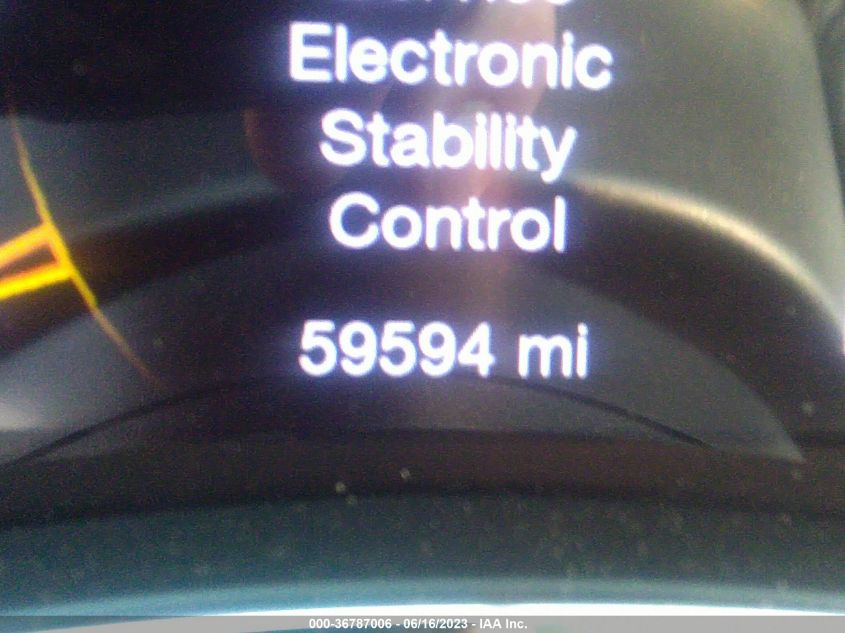 Electronic
Stability
Control
59594 mi
000-36787006 - 06/16/2023 - IAA Inc.